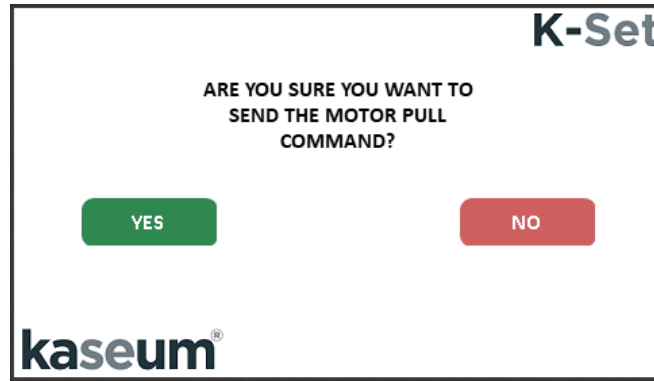 K-Set
ARE YOU SURE YOU WANT TO
SEND THE MOTOR PULL
COMMAND?
YES
NO
kaseum®